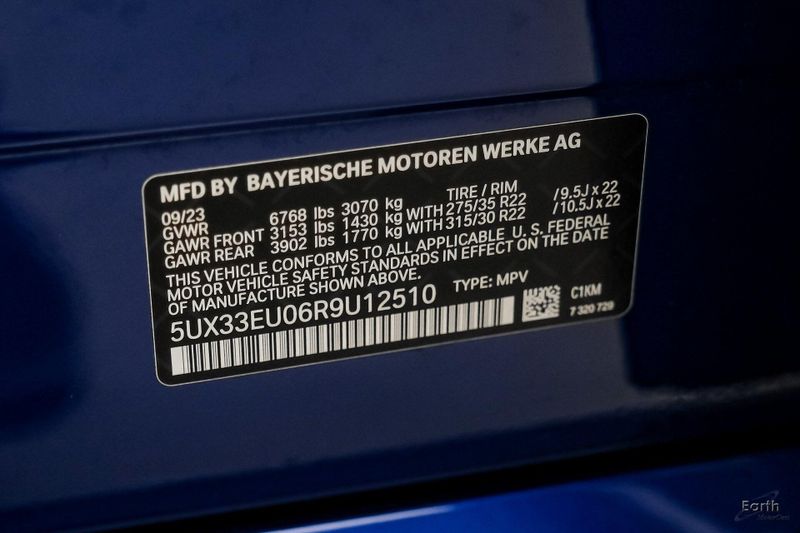 MFD BY BAYERISCHE MOTOREN WERKE AG
09/23 TIRE / RIM
GVWR 6768 lbs 3070 kg
GAWR FRONT 3153 lbs 1430 kg WITH 275/35 R22 /9.5J x 22
GAWR REAR 3902 lbs 1770 kg WITH 315/30 R22 /10.5J x 22
THIS VEHICLE CONFORMS TO ALL APPLICABLE U. S. FEDERAL
MOTOR VEHICLE SAFETY STANDARDS IN EFFECT ON THE DATE
OF MANUFACTURE SHOWN ABOVE.
TYPE: MPV
5UX33EU06R9U12510
C1KM
7 320 729
Earth
MotorCars